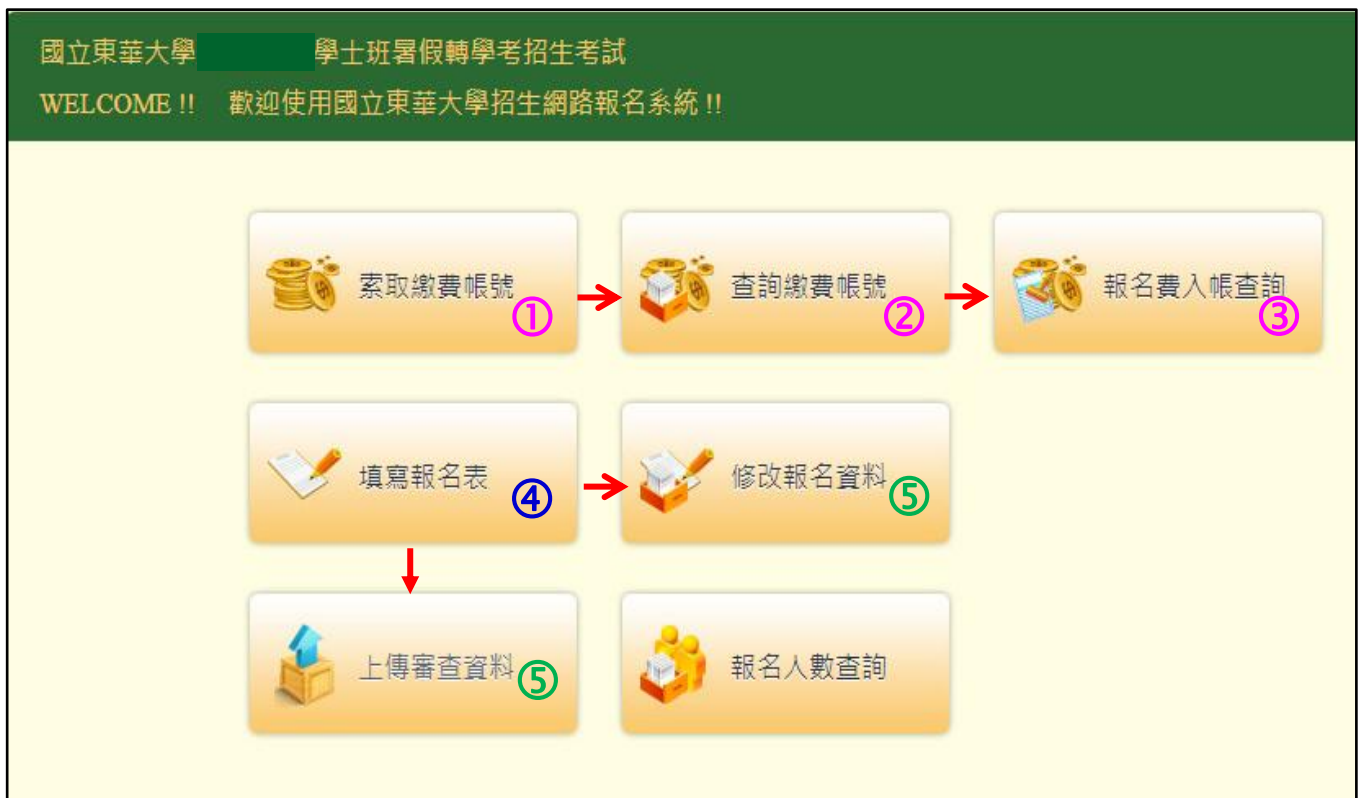 國立東華大學 學士班暑假轉學考招生考試
WELCOME !! 歡迎使用國立東華大學招生網路報名系統 !!
索取繳費帳號 ①
查詢繳費帳號 ②
報名費入帳查詢 ③
填寫報名表 ④
修改報名資料 ⑤
上傳審查資料 ⑤
報名人數查詢